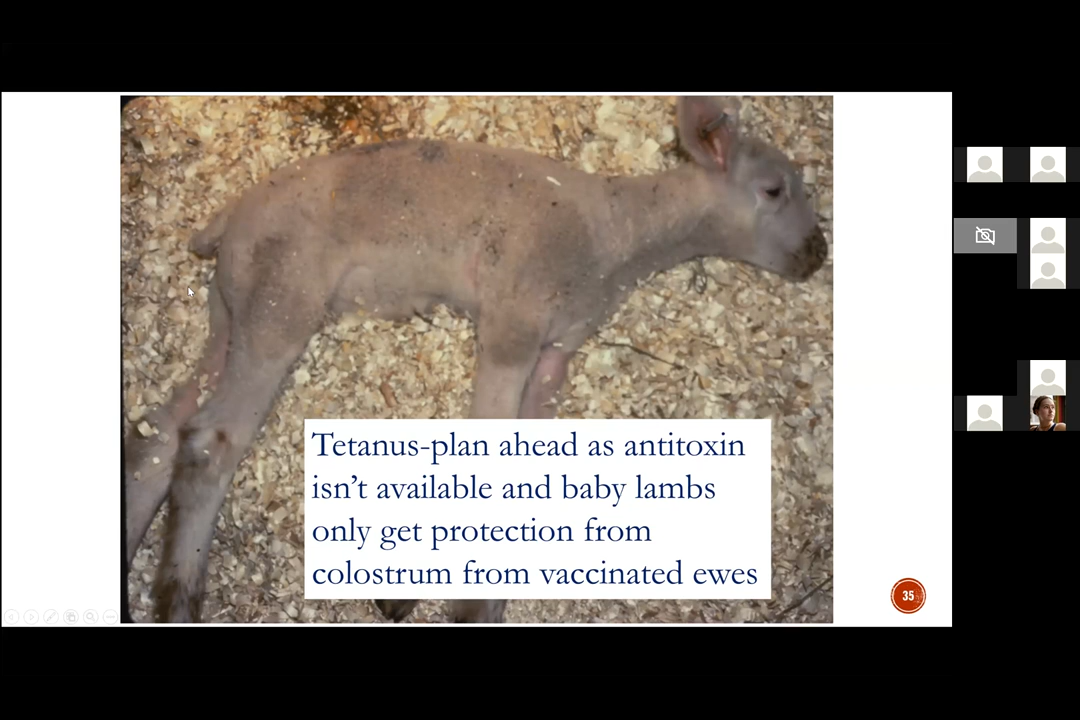 Tetanus-plan ahead as antitoxin
isn't available and baby lambs
only get protection from
colostrum from vaccinated ewes
35